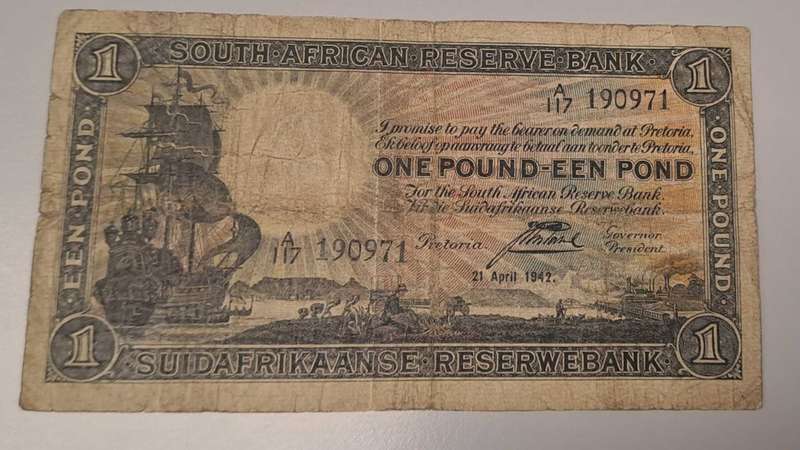 SOUTH·AFRICAN·RESERVE·BANK·
1
1
A/117 190971
I promise to pay the bearer on demand at Pretoria.
Ek beloof op aanvraag te betaal aan toonder te Pretoria.
ONE POUND-EEN POND
For the South African Reserve Bank.
Vir die Suidafrikaanse Reserwebank.
A/117 190971
Pretoria.
Governor
President.
21 April 1942.
·EEN POND·
·ONE POUND·
1
1
·SUIDAFRIKAANSE·RESERWEBANK·